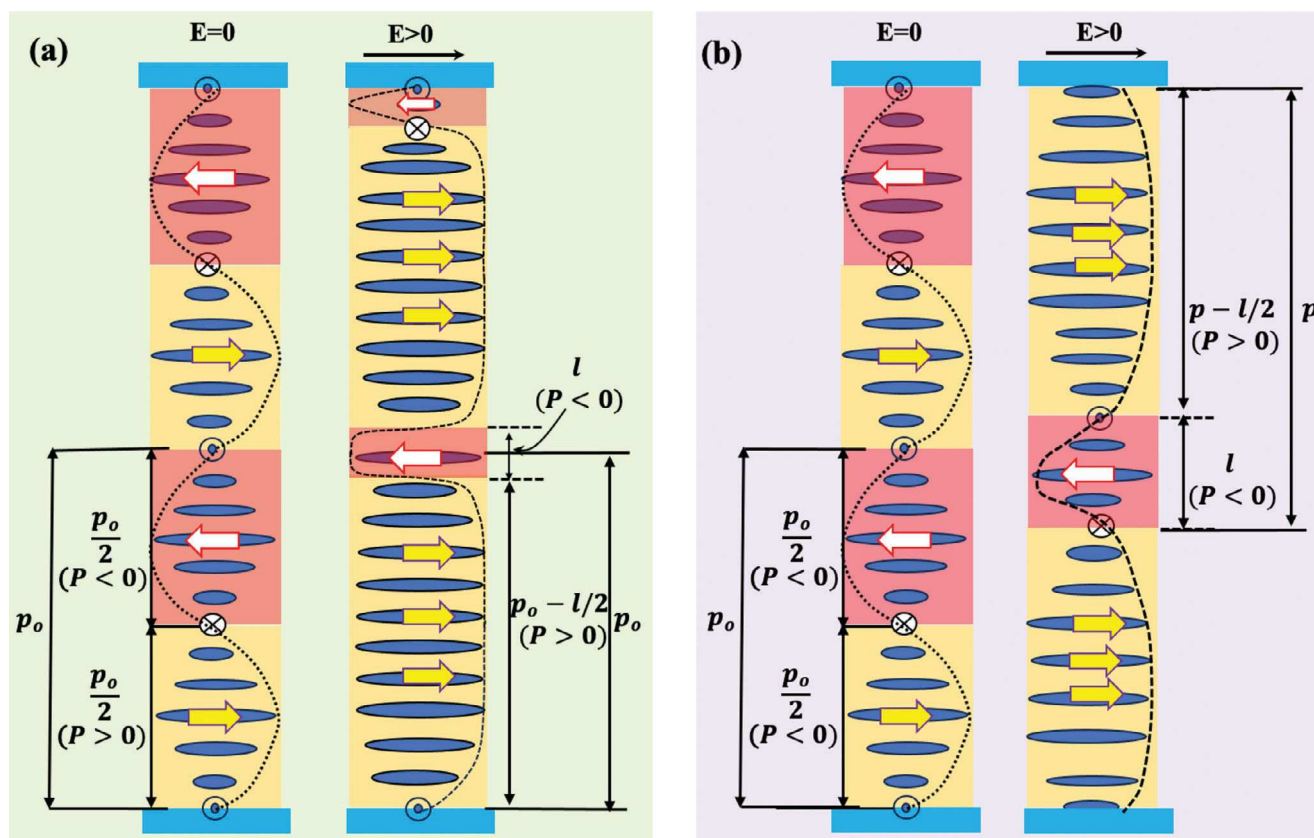 (a)
E=0
E>0
l
(P < 0)
p_o/2
(P < 0)
p_o
p_o/2
(P > 0)
p_o − l/2
(P > 0)
p_o
(b)
E=0
E>0
p − l/2
(P > 0)
p
l
(P < 0)
p_o/2
(P < 0)
p_o
p_o/2
(P < 0)